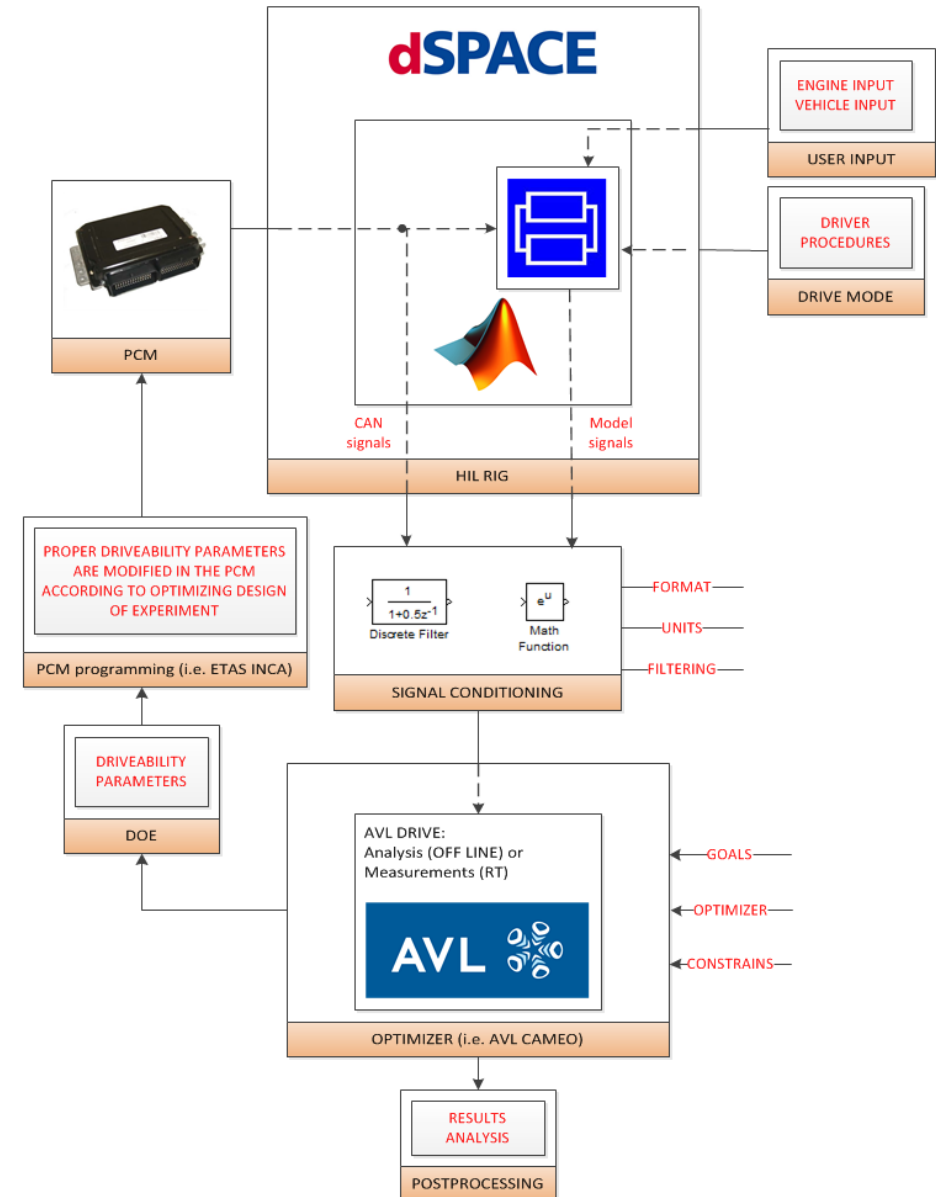 dSPACE
ENGINE INPUT
VEHICLE INPUT
USER INPUT
DRIVER
PROCEDURES
DRIVE MODE
PCM
CAN
signals
Model
signals
HIL RIG
PROPER DRIVEABILITY PARAMETERS
ARE MODIFIED IN THE PCM
ACCORDING TO OPTIMIZING DESIGN
OF EXPERIMENT
PCM programming (i.e. ETAS INCA)
1
1+0.5z-1
Discrete Filter
eu
Math
Function
SIGNAL CONDITIONING
FORMAT
UNITS
FILTERING
DRIVEABILITY
PARAMETERS
DOE
AVL DRIVE:
Analysis (OFF LINE) or
Measurements (RT)
AVL
OPTIMIZER (i.e. AVL CAMEO)
GOALS
OPTIMIZER
CONSTRAINS
RESULTS
ANALYSIS
POSTPROCESSING